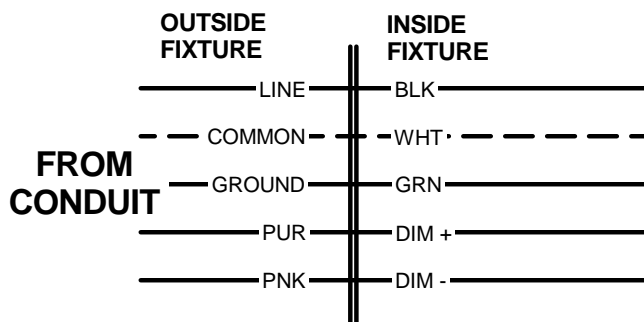 OUTSIDE
FIXTURE
INSIDE
FIXTURE
LINE
BLK
COMMON
WHT
FROM
CONDUIT
GROUND
GRN
PUR
DIM +
PNK
DIM -